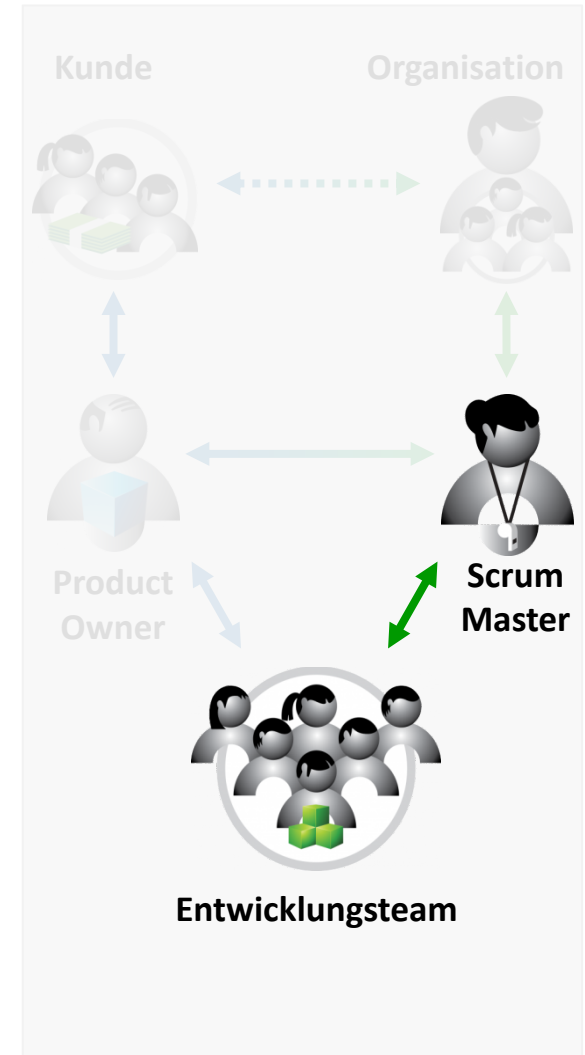 Kunde
Organisation
Product
Owner
Scrum
Master
Entwicklungsteam